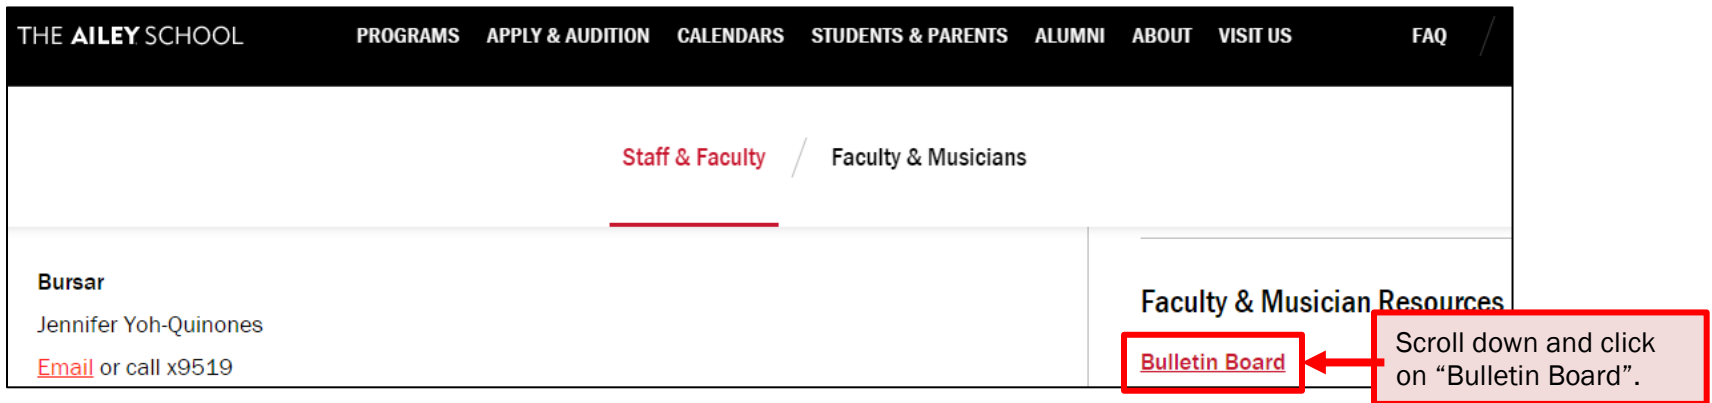 THE AILEY SCHOOL PROGRAMS APPLY & AUDITION CALENDARS STUDENTS & PARENTS ALUMNI ABOUT VISIT US FAQ
Staff & Faculty Faculty & Musicians
Bursar
Jennifer Yoh-Quinones
Email or call x9519
Faculty & Musician Resources
Bulletin Board
Scroll down and click
on “Bulletin Board”.